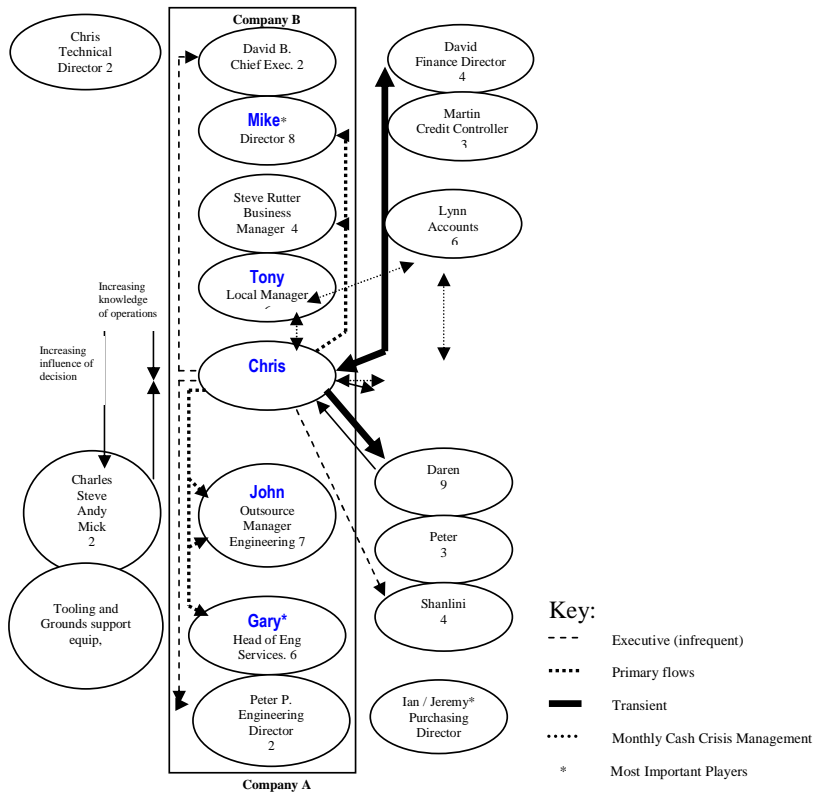 Company B
Chris
Technical
Director 2
David B.
Chief Exec. 2
David
Finance Director
4
Mike*
Director 8
Martin
Credit Controller
3
Steve Rutter
Business
Manager 4
Lynn
Accounts
6
Tony
Local Manager
Increasing
knowledge
of operations
Increasing
influence of
decision
Chris
Charles
Steve
Andy
Mick
2
John
Outsource
Manager
Engineering 7
Daren
9
Peter
3
Shanlini
4
Tooling and
Grounds support
equip,
Gary*
Head of Eng
Services. 6
Peter P.
Engineering
Director
2
Ian / Jeremy*
Purchasing
Director
Company A
Key:
Executive (infrequent)
Primary flows
Transient
Monthly Cash Crisis Management
* Most Important Players